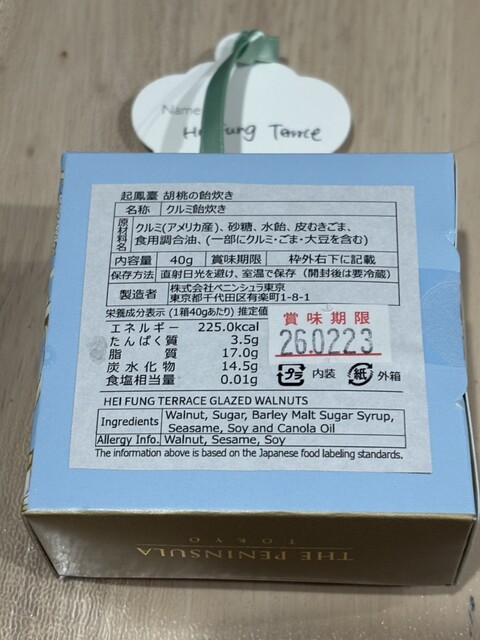 Name
Hei Fung Terrace
起鳳臺 胡桃の飴炊き
名称 クルミ飴炊き
原材料名 クルミ(アメリカ産)、砂糖、水飴、皮むきごま、
食用調合油、(一部にクルミ・ごま・大豆を含む)
内容量 40g 賞味期限 枠外右下に記載
保存方法 直射日光を避け、室温で保存（開封後は要冷蔵）
製造者 株式会社ペニンシュラ東京
東京都千代田区有楽町1-8-1
栄養成分表示 (1箱40gあたり) 推定値
エネルギー 225.0kcal
たんぱく質 3.5g
脂質 17.0g
炭水化物 14.5g
食塩相当量 0.01g
賞味期限
26.0223
プラ 内装 紙 外箱
HEI FUNG TERRACE GLAZED WALNUTS
Ingredients Walnut, Sugar, Barley Malt Sugar Syrup,
Seasame, Soy and Canola Oil
Allergy Info. Walnut, Sesame, Soy
The information above is based on the Japanese food labeling standards.
THE PENINSULA
TOKYO